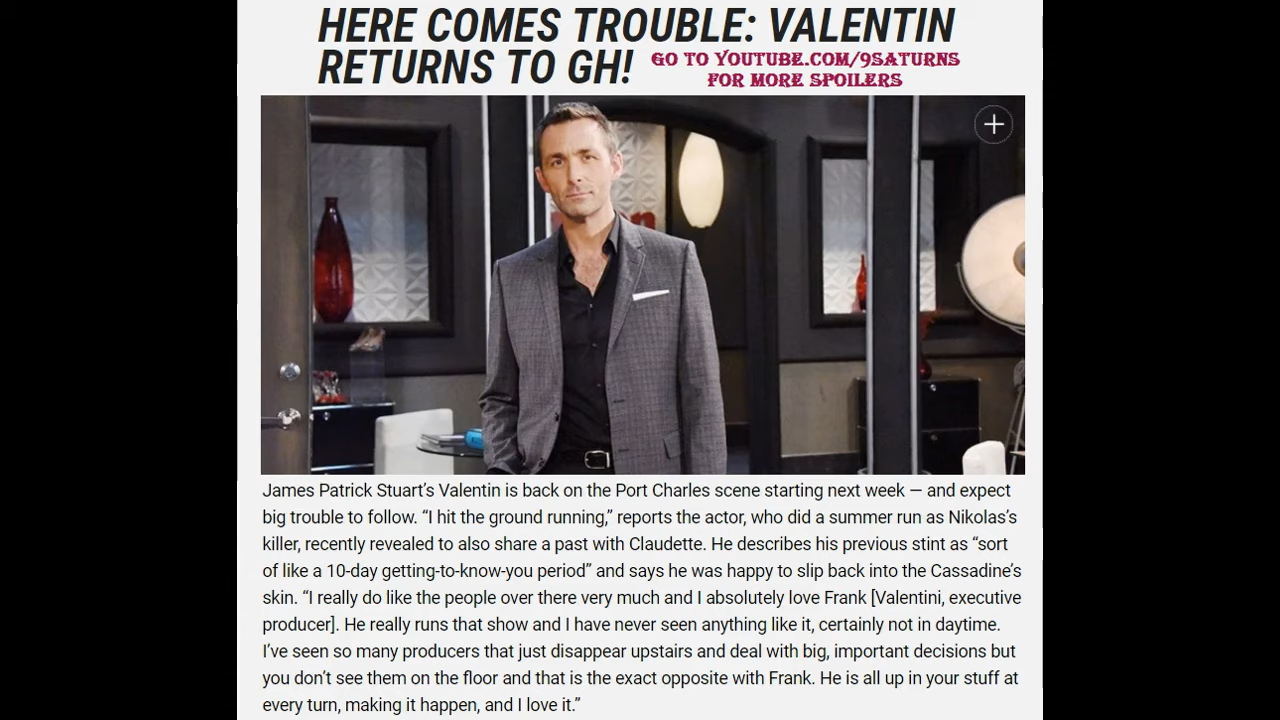 HERE COMES TROUBLE: VALENTIN
RETURNS TO GH!
GO TO YOUTUBE.COM/9SATURNS
FOR MORE SPOILERS
James Patrick Stuart’s Valentin is back on the Port Charles scene starting next week — and expect
big trouble to follow. “I hit the ground running,” reports the actor, who did a summer run as Nikolas’s
killer, recently revealed to also share a past with Claudette. He describes his previous stint as “sort
of like a 10-day getting-to-know-you period” and says he was happy to slip back into the Cassadine’s
skin. “I really do like the people over there very much and I absolutely love Frank [Valentini, executive
producer]. He really runs that show and I have never seen anything like it, certainly not in daytime.
I’ve seen so many producers that just disappear upstairs and deal with big, important decisions but
you don’t see them on the floor and that is the exact opposite with Frank. He is all up in your stuff at
every turn, making it happen, and I love it.”